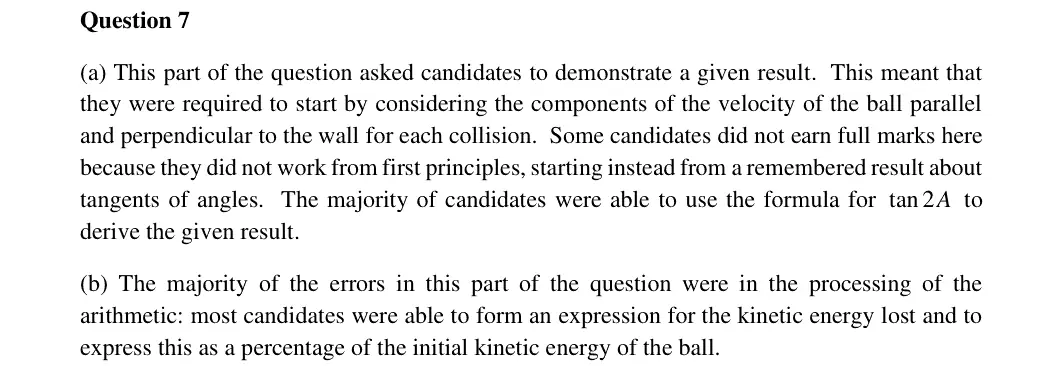 Question 7
(a) This part of the question asked candidates to demonstrate a given result. This meant that
they were required to start by considering the components of the velocity of the ball parallel
and perpendicular to the wall for each collision. Some candidates did not earn full marks here
because they did not work from first principles, starting instead from a remembered result about
tangents of angles. The majority of candidates were able to use the formula for tan 2A to
derive the given result.
(b) The majority of the errors in this part of the question were in the processing of the
arithmetic: most candidates were able to form an expression for the kinetic energy lost and to
express this as a percentage of the initial kinetic energy of the ball.